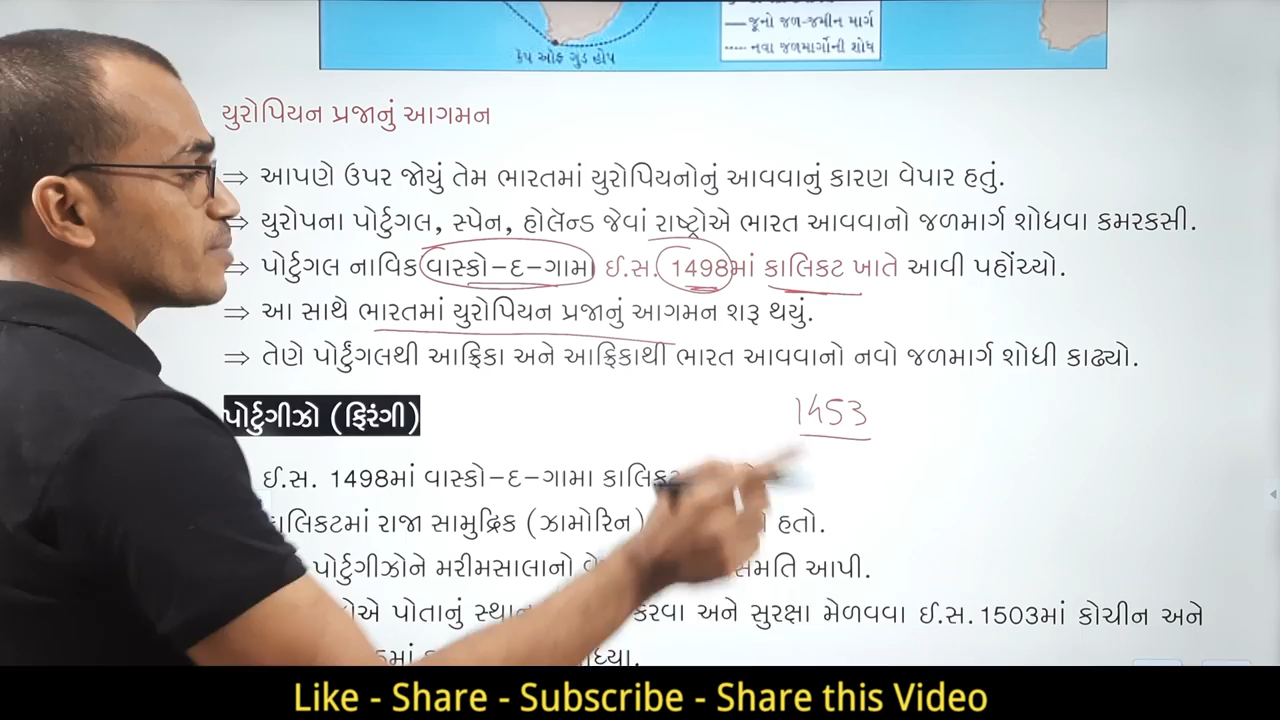 જૂનો જળ-જમીન માર્ગ
નવા જળમાર્ગોની શોધ
કેપ ઓફ ગુડ હોપ
યુરોપિયન પ્રજાનું આગમન
⇒ આપણે ઉપર જોયું તેમ ભારતમાં યુરોપિયનોનું આવવાનું કારણ વેપાર હતું.
⇒ યુરોપના પોર્ટુગલ, સ્પેન, હોલૅન્ડ જેવાં રાષ્ટ્રોએ ભારત આવવાનો જળમાર્ગ શોધવા કમરકસી.
⇒ પોર્ટુગલ નાવિક વાસ્કો-દ-ગામા ઈ.સ. 1498માં કાલિકટ ખાતે આવી પહોંચ્યો.
⇒ આ સાથે ભારતમાં યુરોપિયન પ્રજાનું આગમન શરૂ થયું.
⇒ તેણે પોર્ટુંગલથી આફ્રિકા અને આફ્રિકાથી ભારત આવવાનો નવો જળમાર્ગ શોધી કાઢ્યો.
1453
પોર્ટુગીઝો (ફિરંગી)
ઈ.સ. 1498માં વાસ્કો-દ-ગામા કાલિકટ
કાલિકટમાં રાજા સામુદ્રિક (ઝામોરિન) હતો.
પોર્ટુગીઝોને મરીમસાલાનો આપી.
પોતાનું કરવા અને સુરક્ષા મેળવવા ઈ.સ.1503માં કોચીન અને
Like - Share - Subscribe - Share this Video